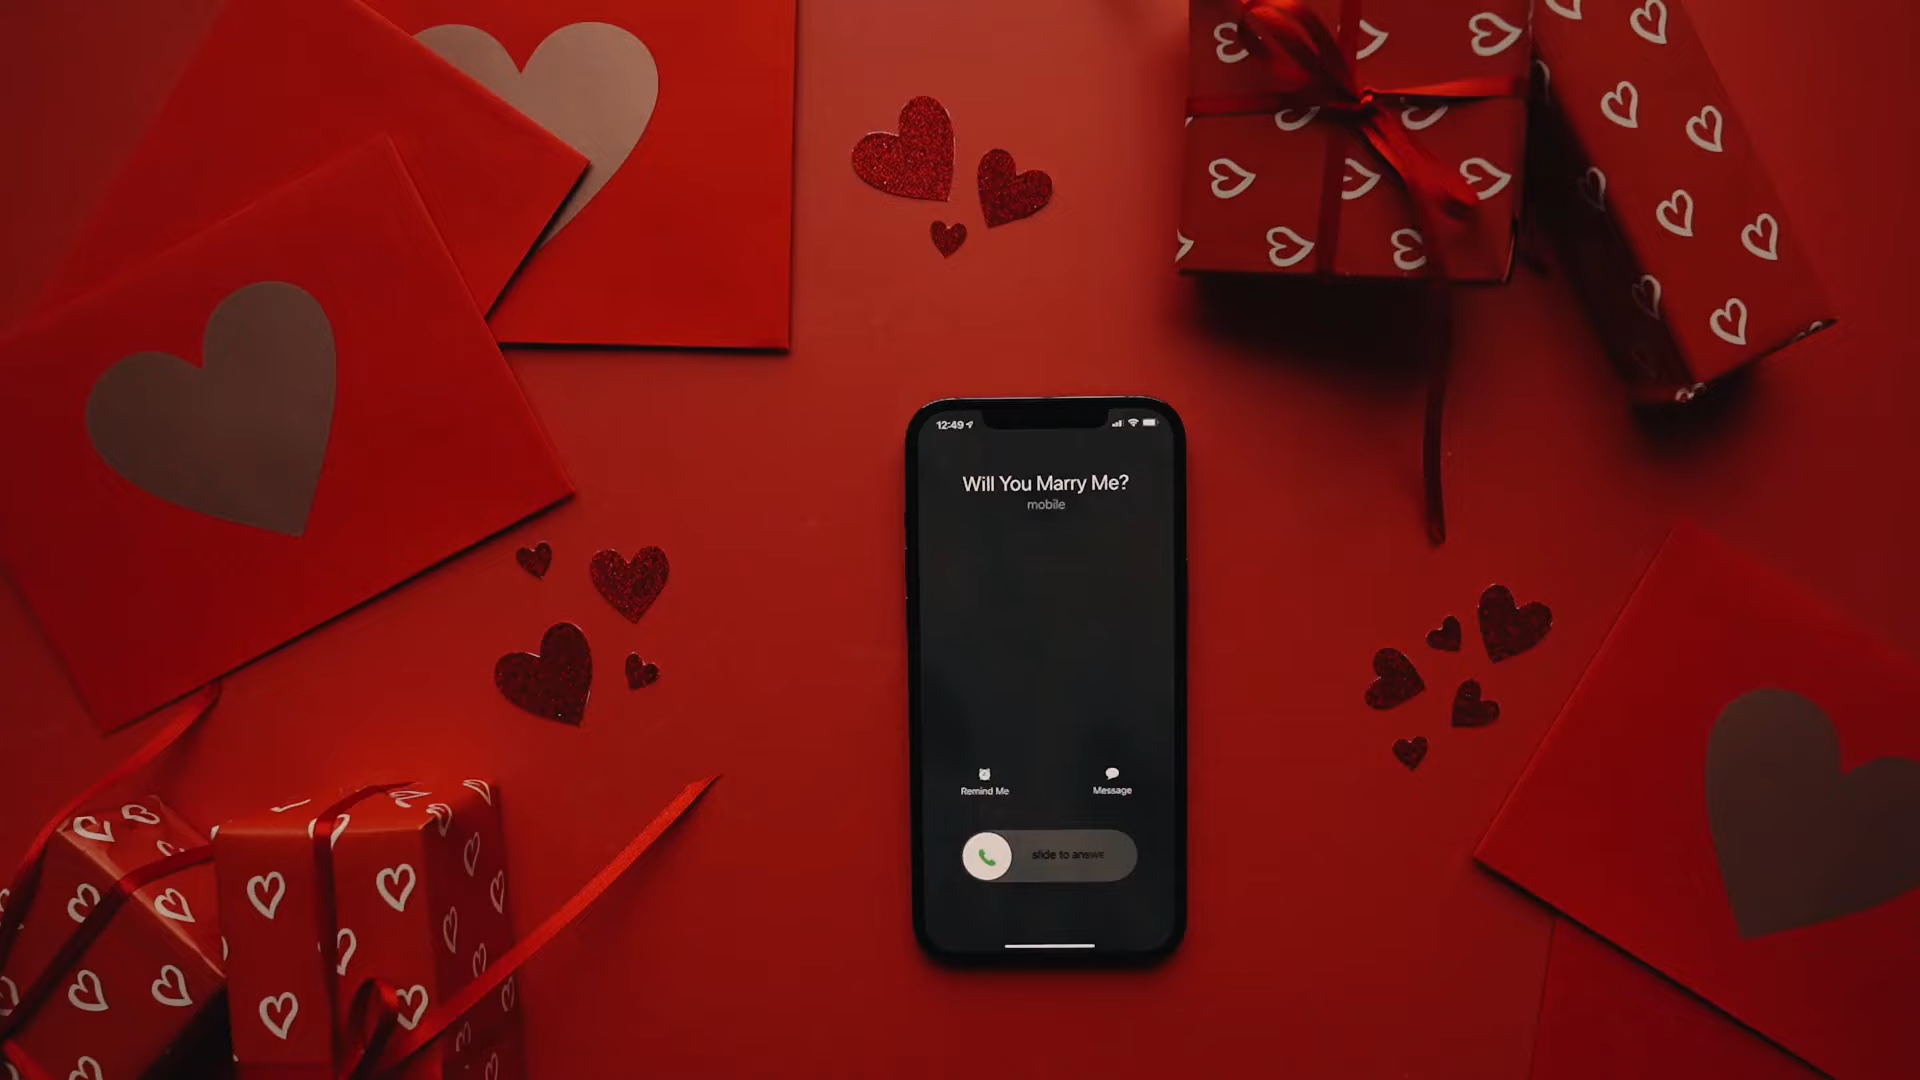 12:49
Will You Marry Me?
mobile
Remind Me
Message
slide to answe